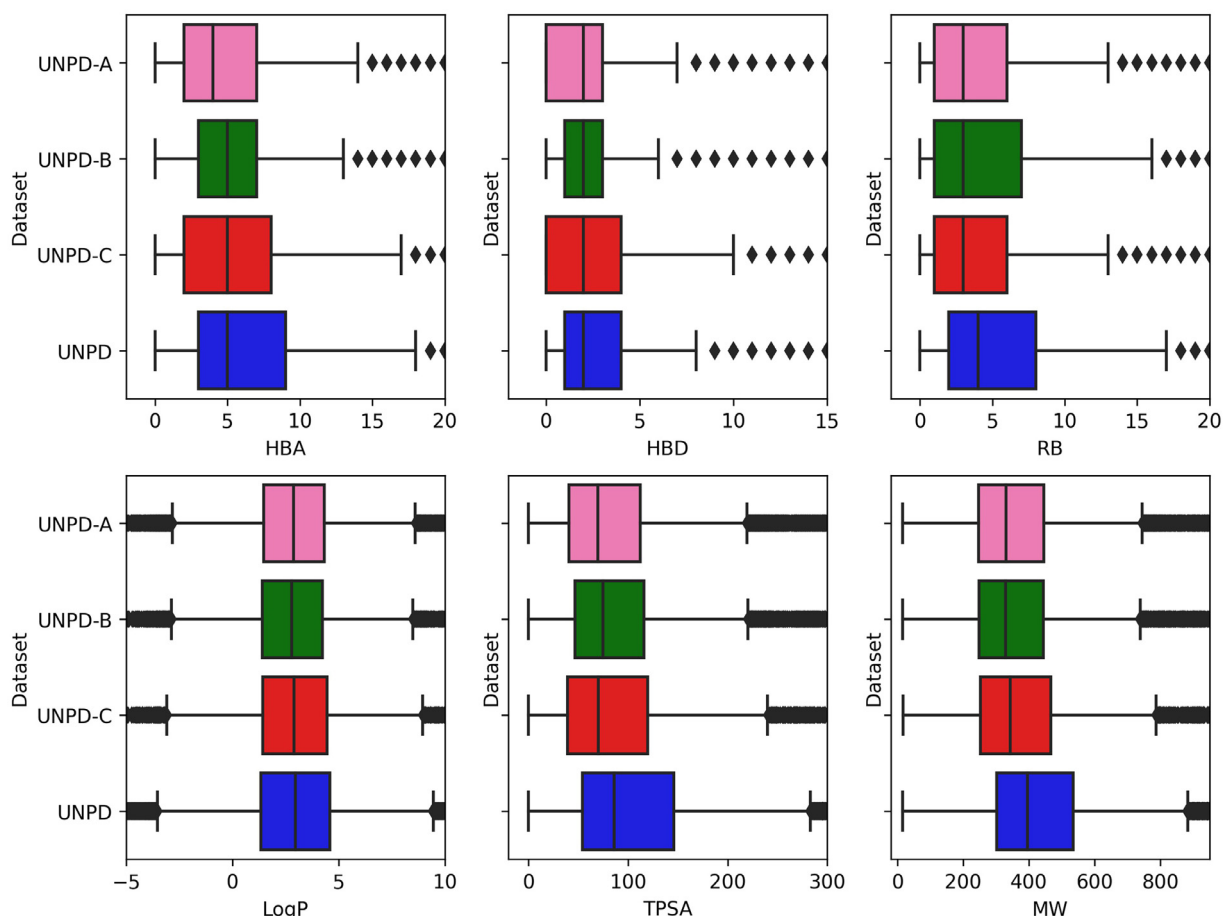 UNPD-A
UNPD-B
UNPD-C
UNPD
Dataset
0 5 10 15 20
HBA
Dataset
0 5 10 15
HBD
Dataset
0 5 10 15 20
RB
UNPD-A
UNPD-B
UNPD-C
UNPD
Dataset
−5 0 5 10
LogP
Dataset
0 100 200 300
TPSA
Dataset
0 200 400 600 800
MW